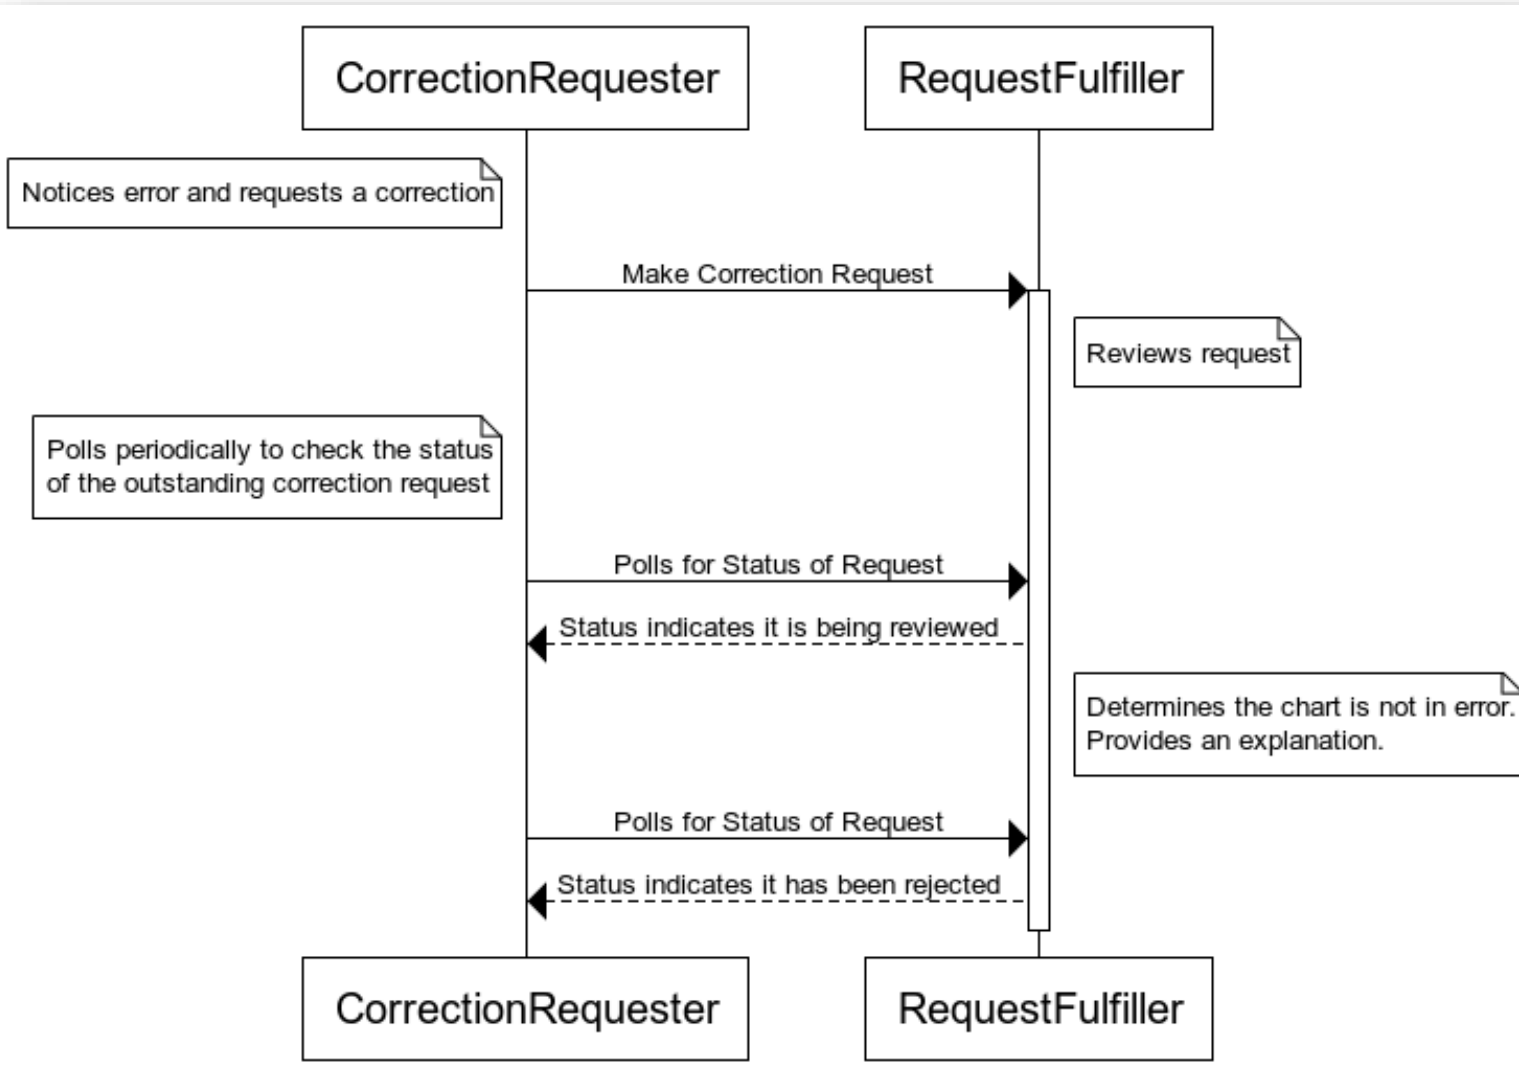 CorrectionRequester
RequestFulfiller
Notices error and requests a correction
Make Correction Request
Reviews request
Polls periodically to check the status
of the outstanding correction request
Polls for Status of Request
Status indicates it is being reviewed
Determines the chart is not in error.
Provides an explanation.
Polls for Status of Request
Status indicates it has been rejected
CorrectionRequester
RequestFulfiller